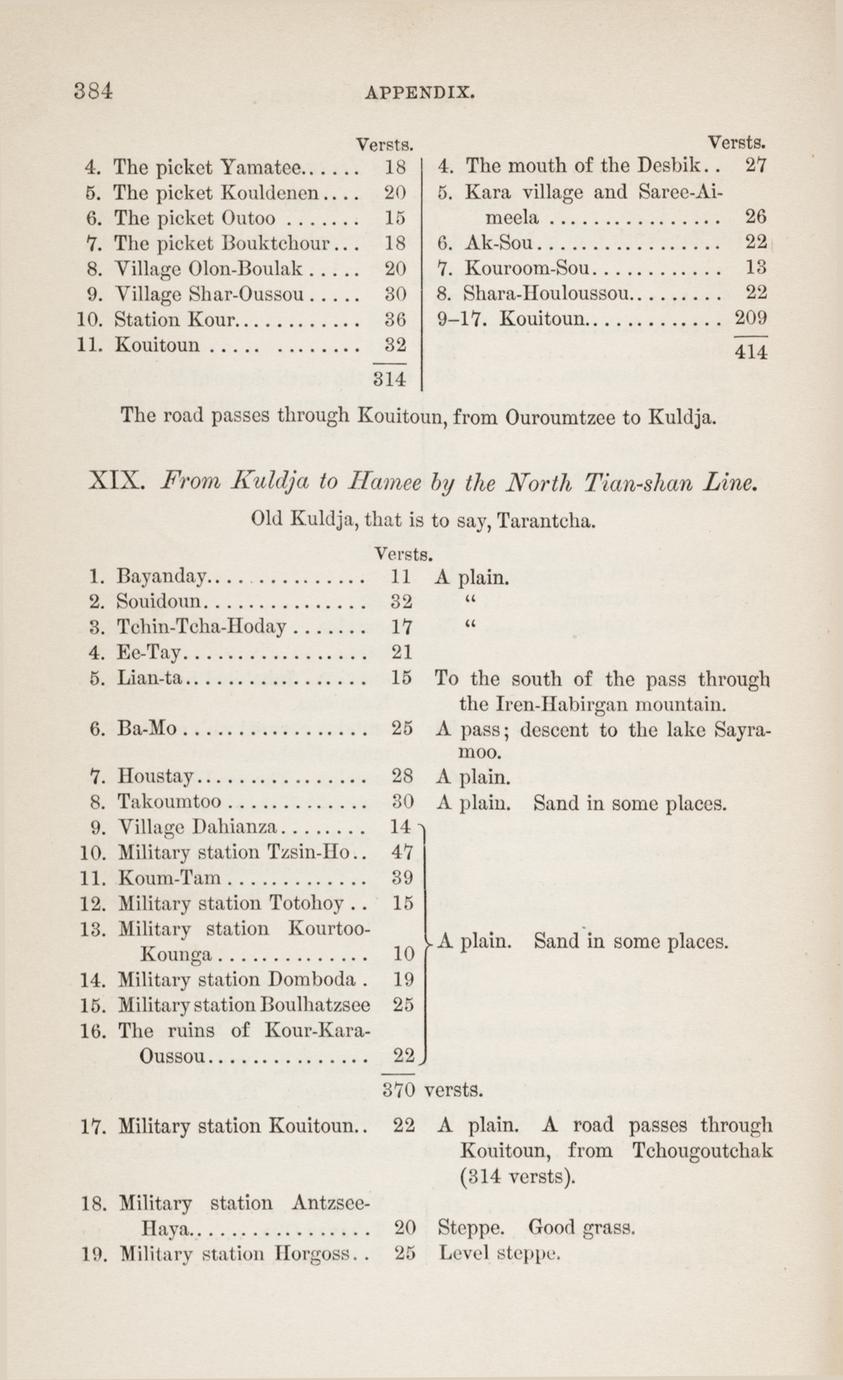 384 APPENDIX.
Versts.
4. The picket Yamatee...... 18
5. The picket Kouldenen.... 20
6. The picket Outoo ....... 15
7. The picket Bouktchour... 18
8. Village Olon-Boulak ..... 20
9. Village Shar-Oussou ..... 30
10. Station Kour............ 36
11. Kouitoun ..... ........ 32
314
Versts.
4. The mouth of the Desbik.. 27
5. Kara village and Saree-Ai-
meela ............... 26
6. Ak-Sou................. 22
7. Kouroom-Sou............ 13
8. Shara-Houloussou......... 22
9–17. Kouitoun............. 209
414
The road passes through Kouitoun, from Ouroumtzee to Kuldja.
XIX. From Kuldja to Hamee by the North Tian-shan Line.
Old Kuldja, that is to say, Tarantcha.
Versts.
1. Bayanday............... 11 A plain.
2. Souidoun............... 32 “
3. Tchin-Tcha-Hoday ....... 17 “
4. Ee-Tay................. 21
5. Lian-ta................. 15 To the south of the pass through
the Iren-Habirgan mountain.
6. Ba-Mo ................ 25 A pass; descent to the lake Sayra-
moo.
7. Houstay................ 28 A plain.
8. Takoumtoo ............. 30 A plain. Sand in some places.
9. Village Dahianza........ 14
10. Military station Tzsin-Ho.. 47
11. Koum-Tam ............. 39
12. Military station Totohoy .. 15
13. Military station Kourtoo-
Kounga .............. 10 A plain. Sand in some places.
14. Military station Domboda . 19
15. Military station Boulhatzsee 25
16. The ruins of Kour-Kara-
Oussou............... 22
370 versts.
17. Military station Kouitoun.. 22 A plain. A road passes through
Kouitoun, from Tchougoutchak
(314 versts).
18. Military station Antzsee-
Haya................. 20 Steppe. Good grass.
19. Military station Horgoss.. 25 Level steppe.